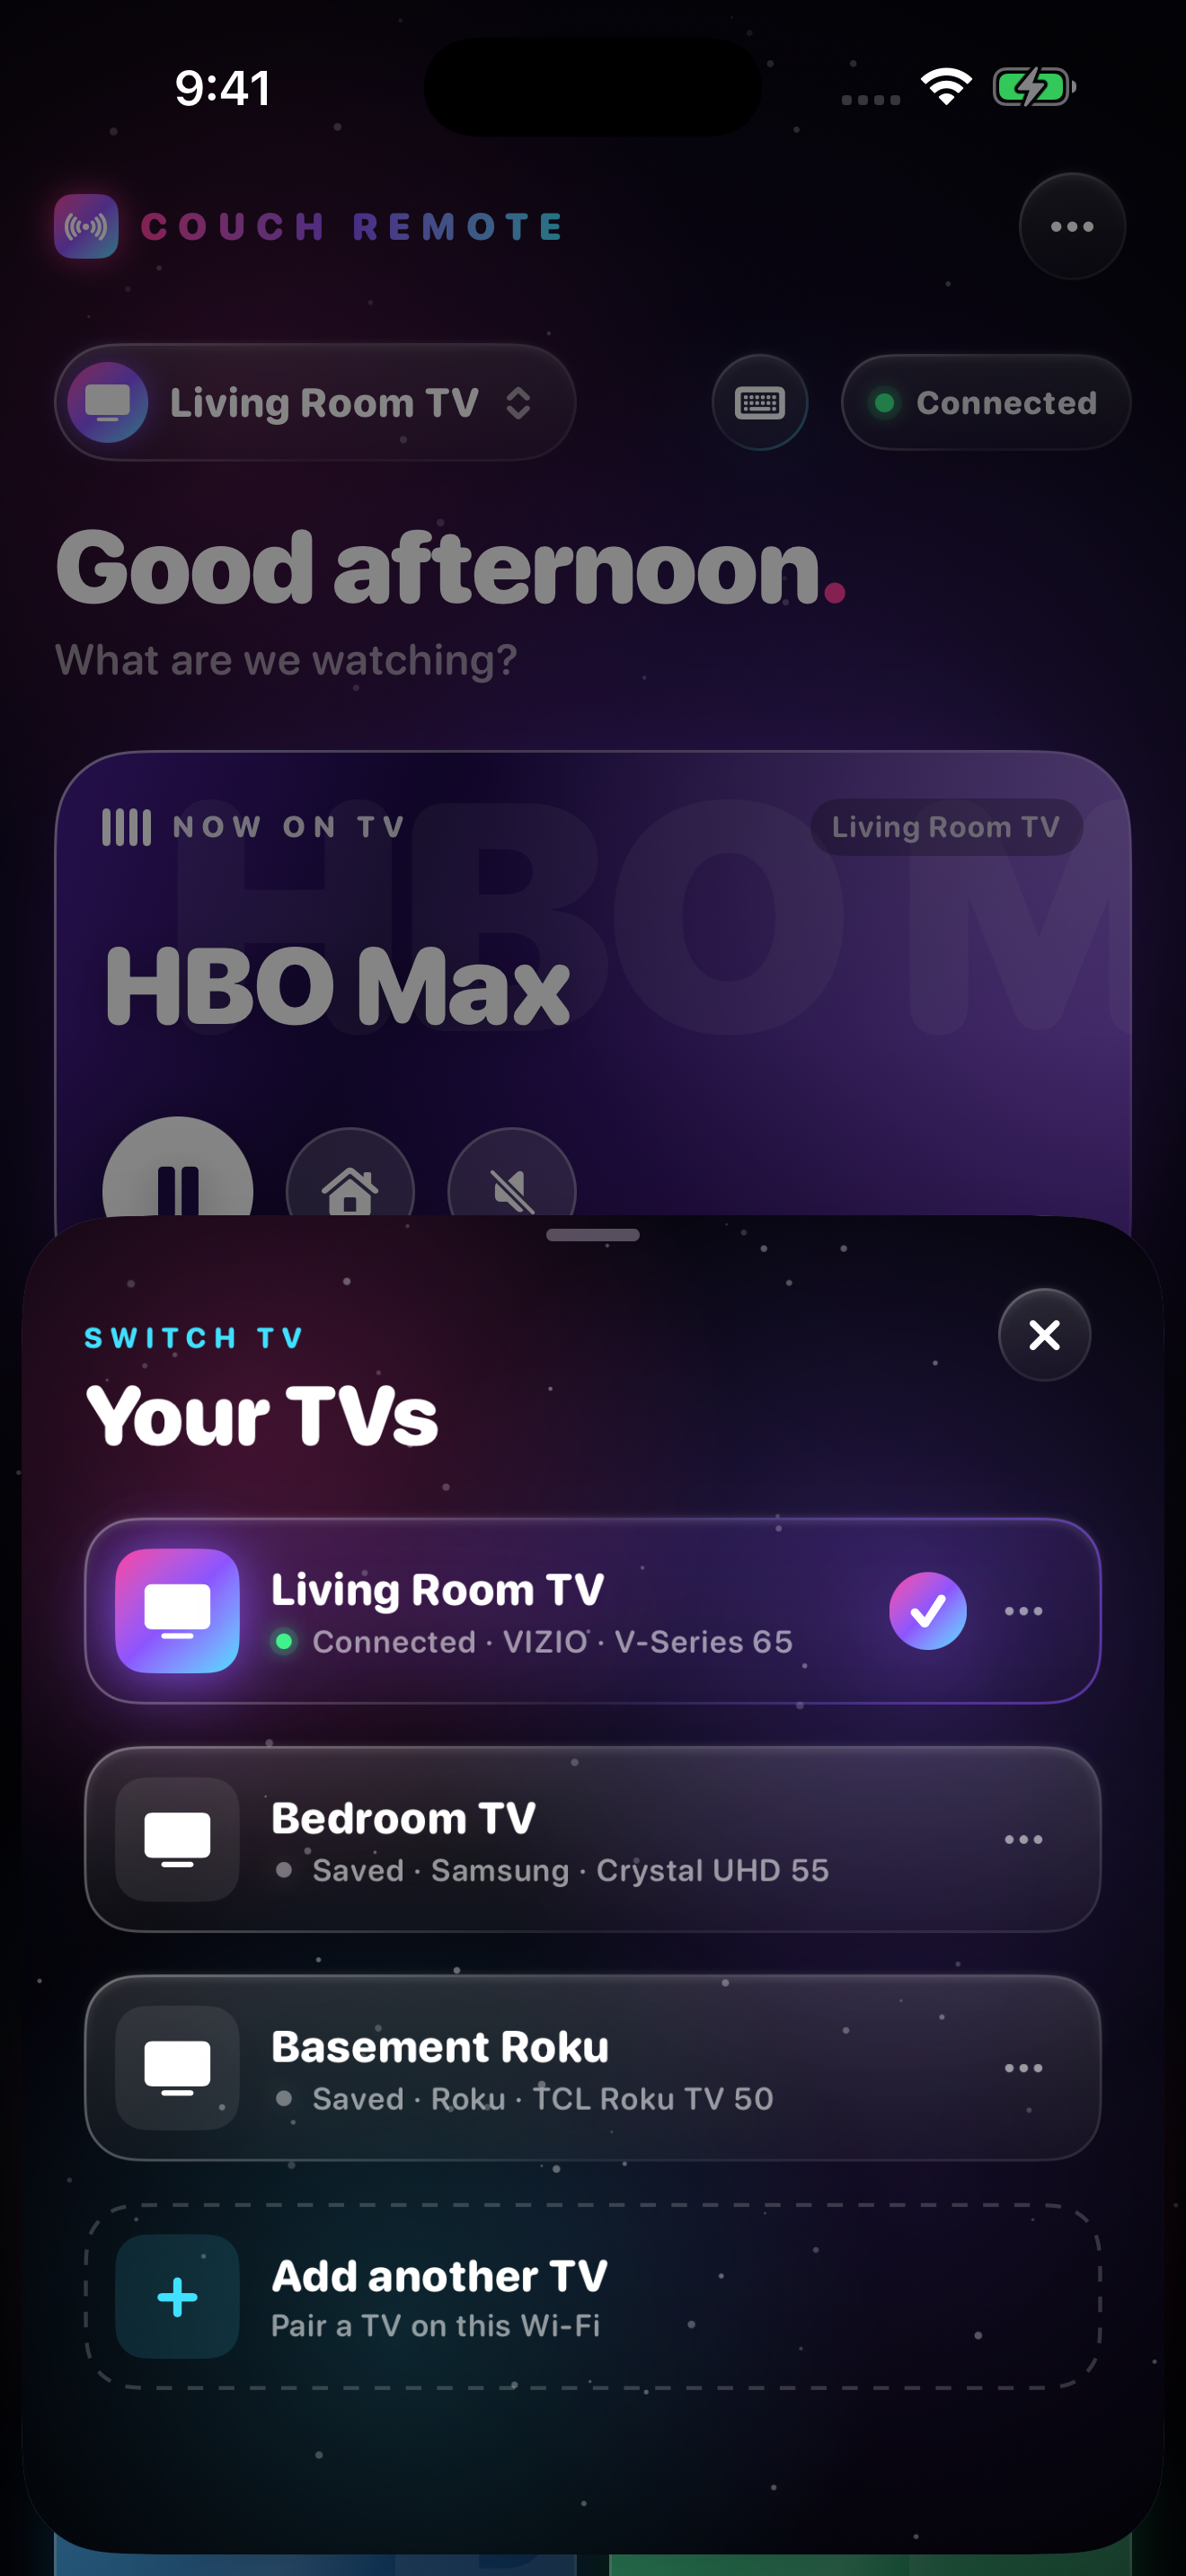 9:41
COUCH REMOTE
Living Room TV
Connected
Good afternoon.
What are we watching?
NOW ON TV
Living Room TV
HBO M
HBO Max
SWITCH TV
Your TVs
Living Room TV
Connected · VIZIO · V-Series 65
Bedroom TV
Saved · Samsung · Crystal UHD 55
Basement Roku
Saved · Roku · TCL Roku TV 50
Add another TV
Pair a TV on this Wi-Fi